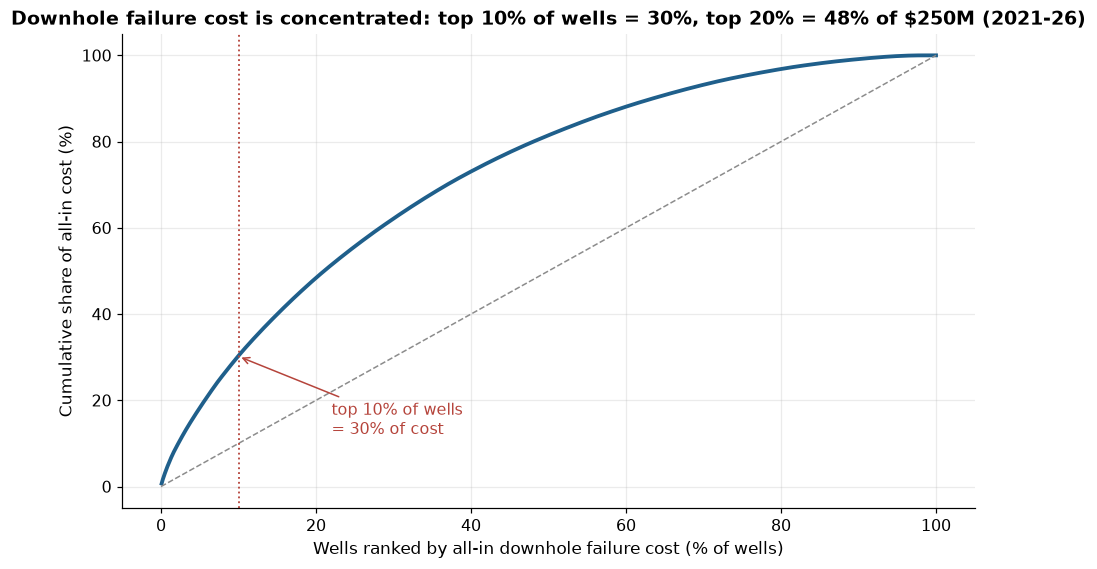 Downhole failure cost is concentrated: top 10% of wells = 30%, top 20% = 48% of $250M (2021-26)
Cumulative share of all-in cost (%)
100
80
60
40
20
0
top 10% of wells
= 30% of cost
0 20 40 60 80 100
Wells ranked by all-in downhole failure cost (% of wells)